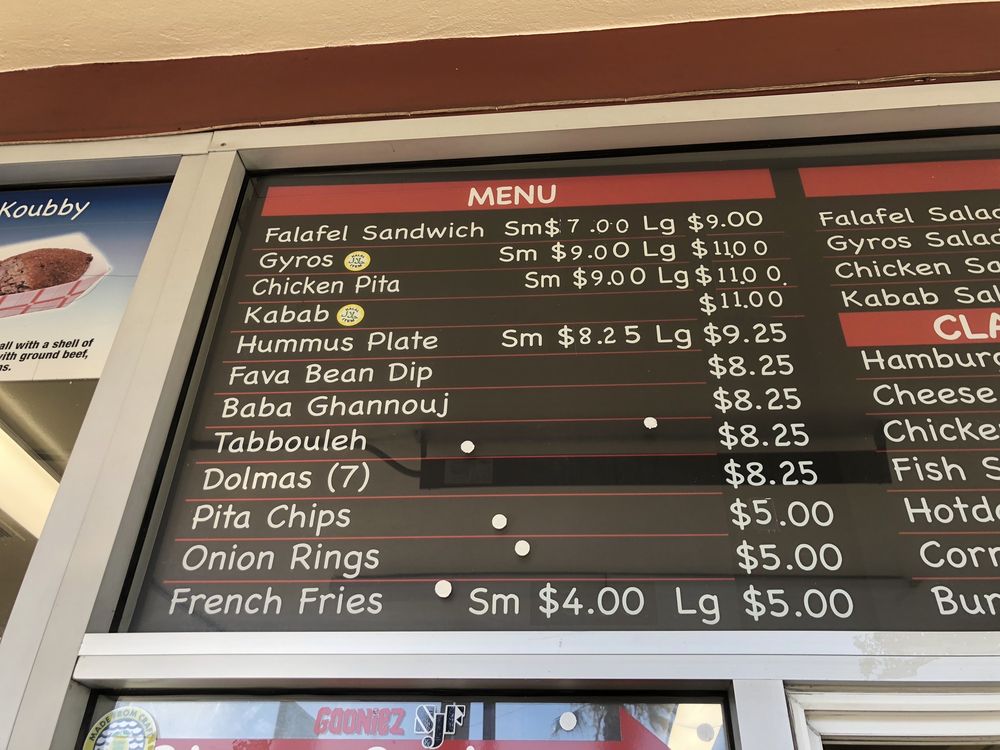 Koubby
all with a shell of
with ground beef,
MENU
Falafel Sandwich Sm$ 7.00 Lg $9.00
Gyros Sm $9.00 Lg $11.00
Chicken Pita Sm $9.00 Lg $11.00
Kabab $11.00
Hummus Plate Sm $8.25 Lg $9.25
Fava Bean Dip $8.25
Baba Ghannouj $8.25
Tabbouleh $8.25
Dolmas (7) $8.25
Pita Chips $5.00
Onion Rings $5.00
French Fries Sm $4.00 Lg $5.00
Falafel Salad
Gyros Salad
Chicken Sa
Kabab Sal
CLA
Hamburg
Cheese
Chicke
Fish S
Hotdo
Corn
Bur
GOONiEZ Jr
MADE FROM